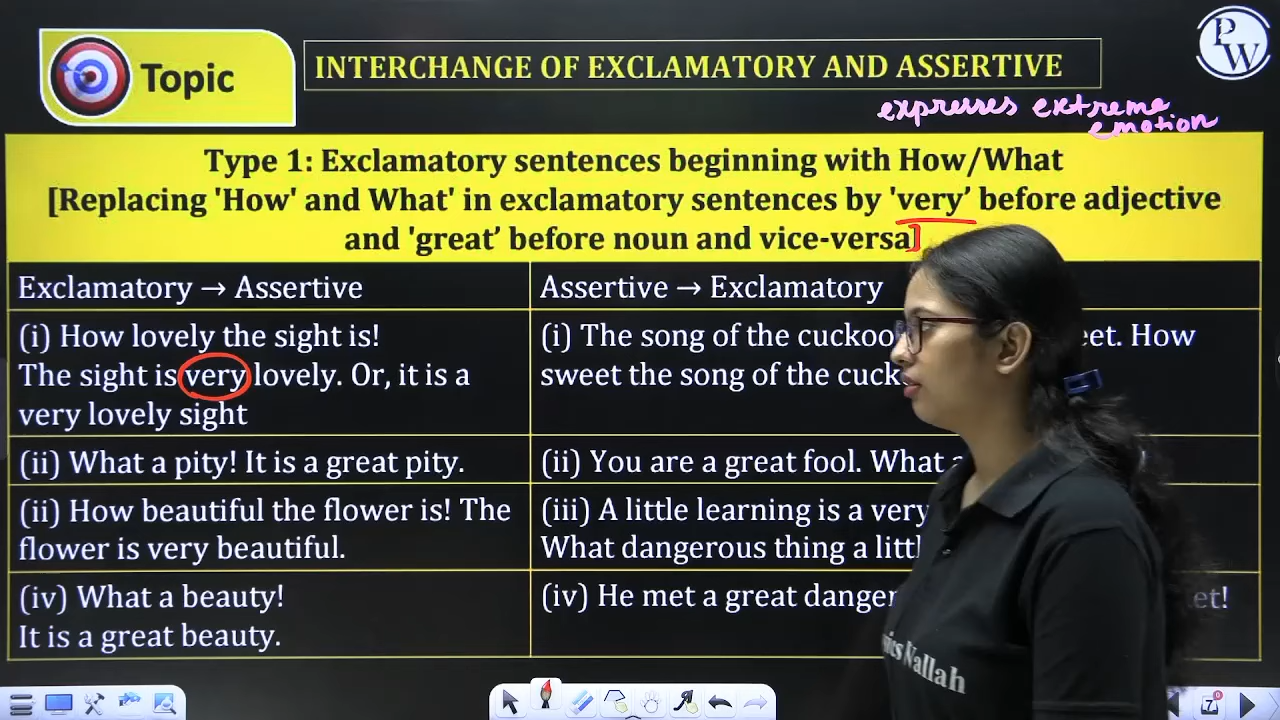 Topic
INTERCHANGE OF EXCLAMATORY AND ASSERTIVE
PW
expresses extreme
emotion
Type 1: Exclamatory sentences beginning with How/What
[Replacing 'How' and What' in exclamatory sentences by 'very’ before adjective
and 'great’ before noun and vice-versa]
Exclamatory → Assertive
(i) How lovely the sight is!
The sight is very lovely. Or, it is a
very lovely sight
(ii) What a pity! It is a great pity.
(ii) How beautiful the flower is! The
flower is very beautiful.
(iv) What a beauty!
It is a great beauty.
Assertive → Exclamatory
(i) The song of the cuckoo How
sweet the song of the
(ii) You are a great fool. What
(iii) A little learning is a very
What dangerous thing a
(iv) He met a great
Wallah
7